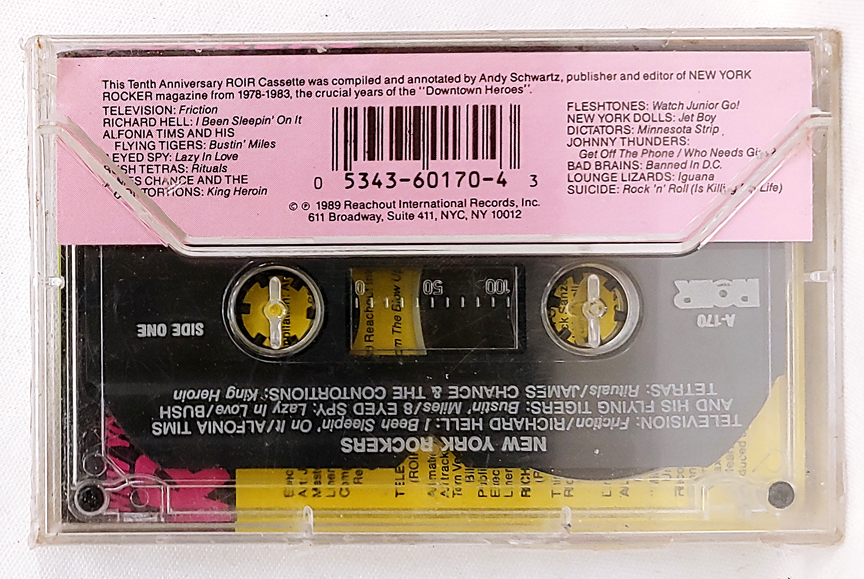 This Tenth Anniversary ROIR Cassette was compiled and annotated by Andy Schwartz, publisher and editor of NEW YORK
ROCKER magazine from 1978-1983, the crucial years of the "Downtown Heroes".
TELEVISION: Friction
RICHARD HELL: I Been Sleepin' On It
ALFONIA TIMS AND HIS
FLYING TIGERS: Bustin' Miles
EYED SPY: Lazy In Love
TETRAS: Rituals
CHANCE AND THE
CONTORTIONS: King Heroin
0 5343-60170-4 3
© ℗ 1989 Reachout International Records, Inc.
611 Broadway, Suite 411, NYC, NY 10012
FLESHTONES: Watch Junior Go!
NEW YORK DOLLS: Jet Boy
DICTATORS: Minnesota Strip
JOHNNY THUNDERS:
Get Off The Phone / Who Needs
BAD BRAINS: Banned In D.C.
LOUNGE LIZARDS: Iguana
SUICIDE: Rock 'n' Roll (Is Life)
NEW YORK ROCKERS
TELEVISION: Friction/RICHARD HELL: I Been Sleepin' On It/ALFONIA TIMS
AND HIS FLYING TIGERS: Bustin' Miles/8 EYED SPY: Lazy In Love/BUSH
TETRAS: Rituals/JAMES CHANCE & THE CONTORTIONS: King Heroin
A-170
ROIR
SIDE ONE
100 50 0